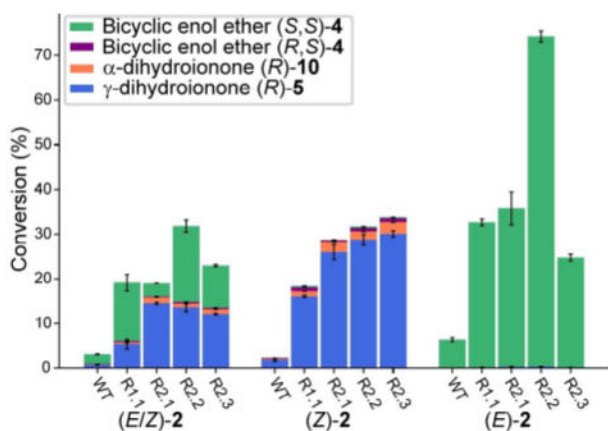 Bicyclic enol ether (S,S)-4
Bicyclic enol ether (R,S)-4
α-dihydroionone (R)-10
γ-dihydroionone (R)-5
Conversion (%)
70
60
50
40
30
20
10
0
WT R1.1 R2.1 R2.2 R2.3 WT R1.1 R2.1 R2.2 R2.3 WT R1.1 R2.1 R2.2 R2.3
(E/Z)-2 (Z)-2 (E)-2